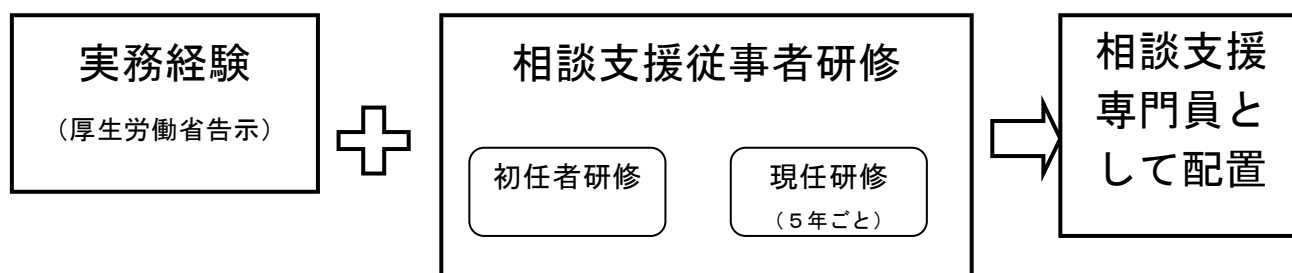 実務経験
（厚生労働省告示）
相談支援従事者研修
初任者研修
現任研修
（５年ごと）
相談支援
専門員と
して配置